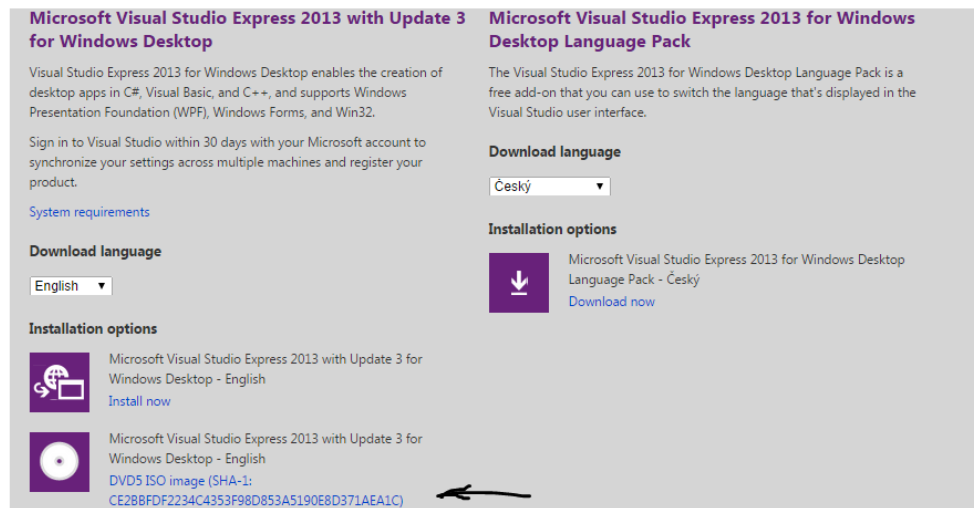 Microsoft Visual Studio Express 2013 with Update 3
for Windows Desktop
Visual Studio Express 2013 for Windows Desktop enables the creation of
desktop apps in C#, Visual Basic, and C++, and supports Windows
Presentation Foundation (WPF), Windows Forms, and Win32.
Sign in to Visual Studio within 30 days with your Microsoft account to
synchronize your settings across multiple machines and register your
product.
System requirements
Download language
English
Installation options
Microsoft Visual Studio Express 2013 with Update 3 for
Windows Desktop - English
Install now
Microsoft Visual Studio Express 2013 with Update 3 for
Windows Desktop - English
DVD5 ISO image (SHA-1:
CE2BBFDF2234C4353F98D853A5190E8D371AEA1C)
Microsoft Visual Studio Express 2013 for Windows
Desktop Language Pack
The Visual Studio Express 2013 for Windows Desktop Language Pack is a
free add-on that you can use to switch the language that's displayed in the
Visual Studio user interface.
Download language
Český
Installation options
Microsoft Visual Studio Express 2013 for Windows Desktop
Language Pack - Český
Download now